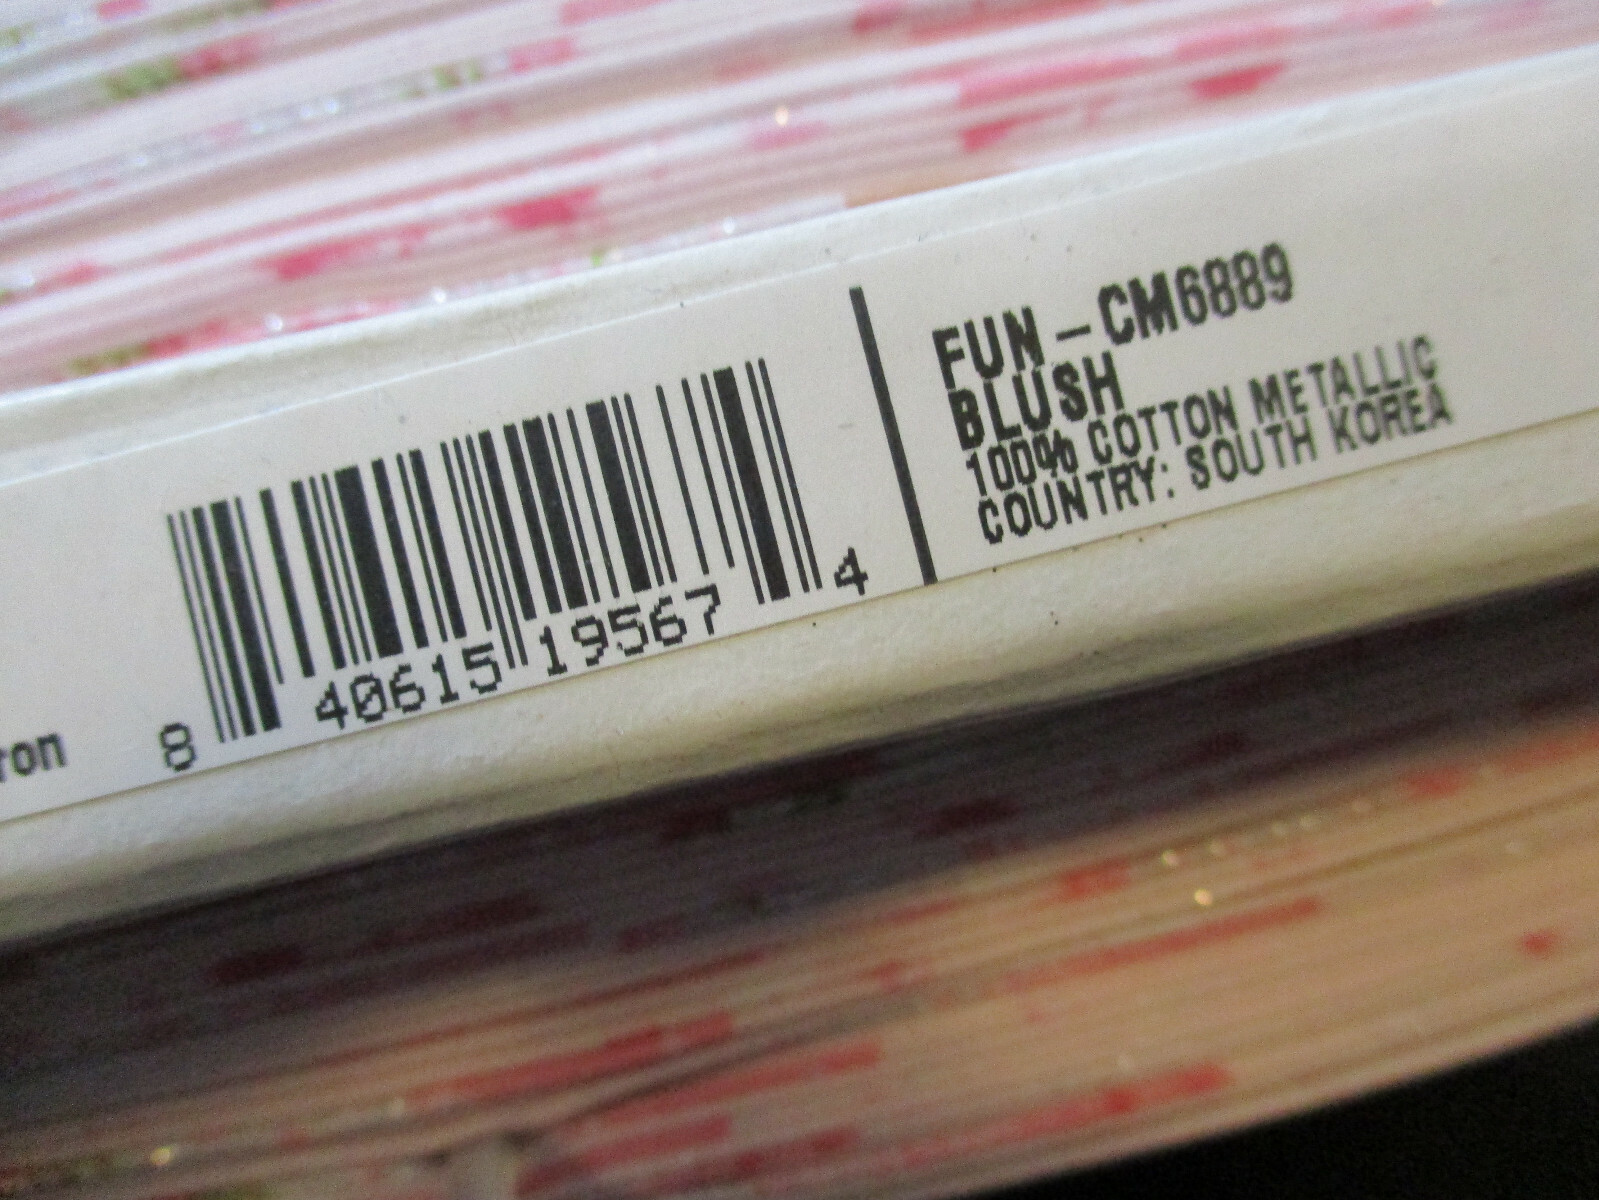 ron
8 40615 19567 4
FUN-CM6889
BLUSH
100% COTTON METALLIC
COUNTRY: SOUTH KOREA